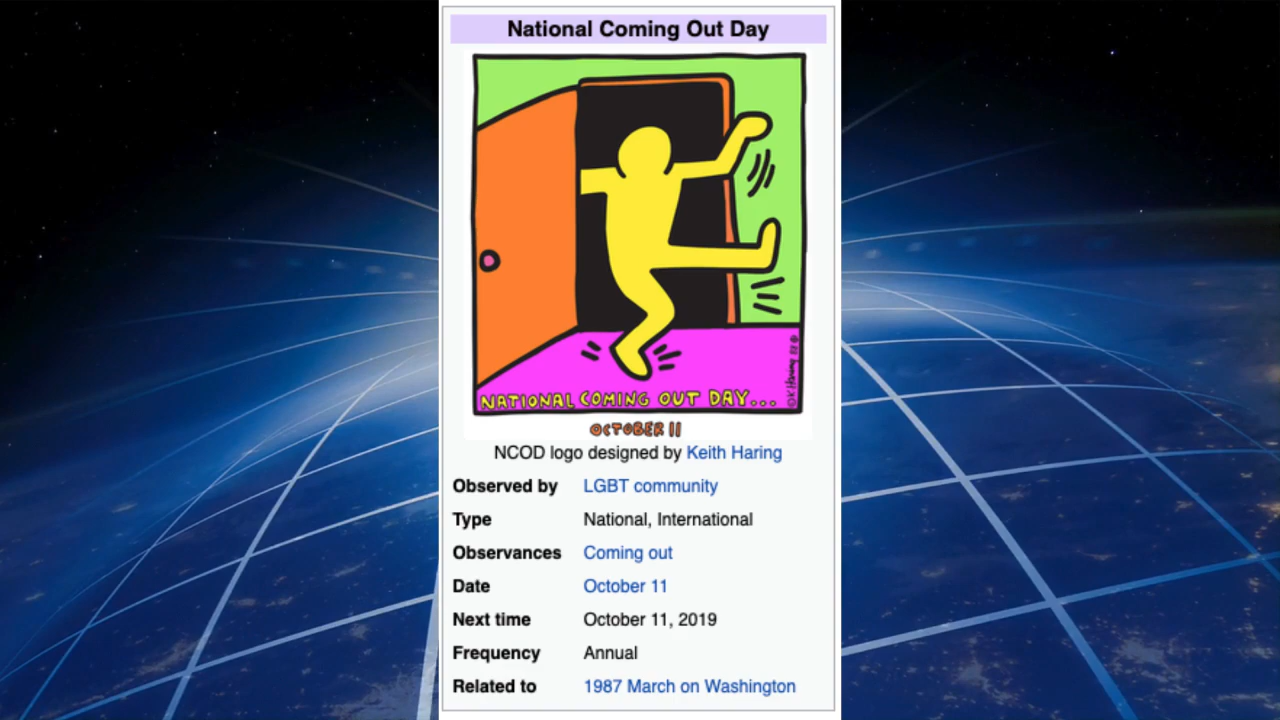 National Coming Out Day
NATIONAL COMING OUT DAY...
OCTOBER 11
NCOD logo designed by Keith Haring
Observed by LGBT community
Type National, International
Observances Coming out
Date October 11
Next time October 11, 2019
Frequency Annual
Related to 1987 March on Washington